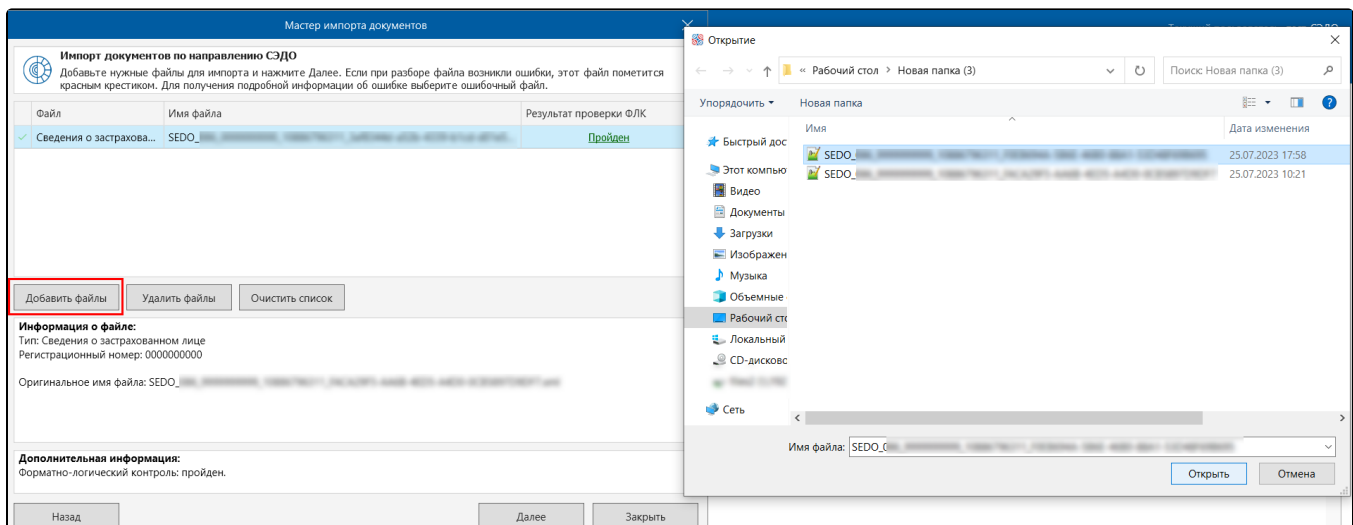 Мастер импорта документов
Импорт документов по направлению СЭДО
Добавьте нужные файлы для импорта и нажмите Далее. Если при разборе файла возникли ошибки, этот файл пометится
красным крестиком. Для получения подробной информации об ошибке выберите ошибочный файл.
Файл Имя файла Результат проверки ФЛК
Сведения о застрахова... SEDO_ Пройден
Добавить файлы Удалить файлы Очистить список
Информация о файле:
Тип: Сведения о застрахованном лице
Регистрационный номер: 0000000000
Оригинальное имя файла: SEDO_
Дополнительная информация:
Форматно-логический контроль: пройден.
Назад Далее Закрыть
Открытие
« Рабочий стол > Новая папка (3) Поиск: Новая папка (3)
Упорядочить Новая папка
Имя Дата изменения
SEDO_ 25.07.2023 17:58
SEDO_ 25.07.2023 10:21
Быстрый дос
Этот компью
Видео
Документы
Загрузки
Изображен
Музыка
Объемные
Рабочий сто
Локальный
CD-дисково
Сеть
Имя файла: SEDO_0
Открыть Отмена